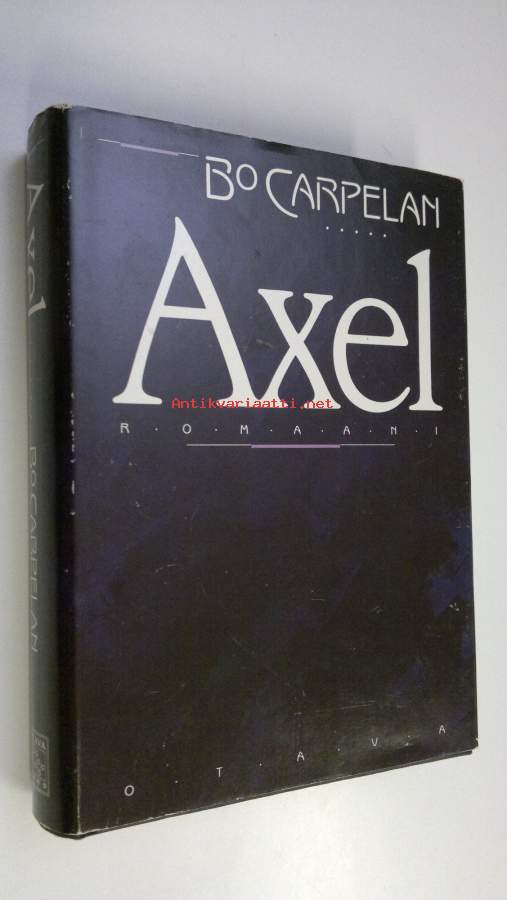 Bo Carpelan
Axel
Antikvariaatti.net
R·O·M·A·A·N·I
O·T·A·V·A
Axel
Bo Carpelan